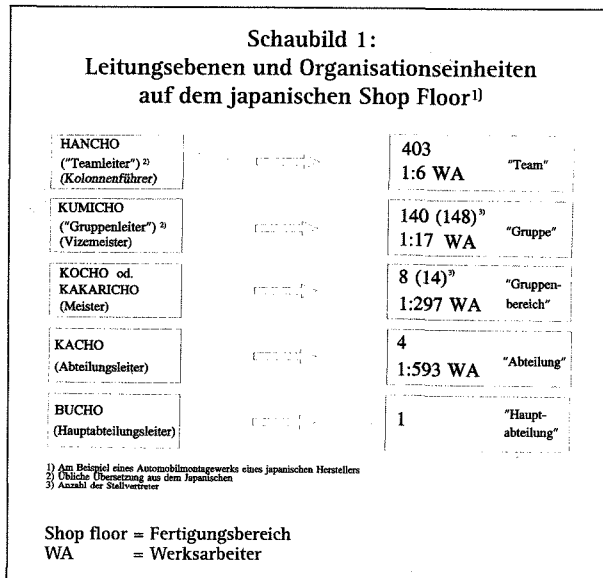 Schaubild 1:
Leitungsebenen und Organisationseinheiten
auf dem japanischen Shop Floor¹⁾
HANCHO
("Teamleiter") ²⁾
(Kolonnenführer)
403
1:6 WA "Team"
KUMICHO
("Gruppenleiter") ²⁾
(Vizemeister)
140 (148)³⁾
1:17 WA "Gruppe"
KOCHO od.
KAKARICHO
(Meister)
8 (14)³⁾
1:297 WA
"Gruppen-
bereich"
KACHO
(Abteilungsleiter)
4
1:593 WA "Abteilung"
BUCHO
(Hauptabteilungsleiter)
1
"Haupt-
abteilung"
1) Am Beispiel eines Automobilmontagewerks eines japanischen Herstellers
2) Übliche Übersetzung aus dem Japanischen
3) Anzahl der Stellvertreter
Shop floor = Fertigungsbereich
WA = Werksarbeiter